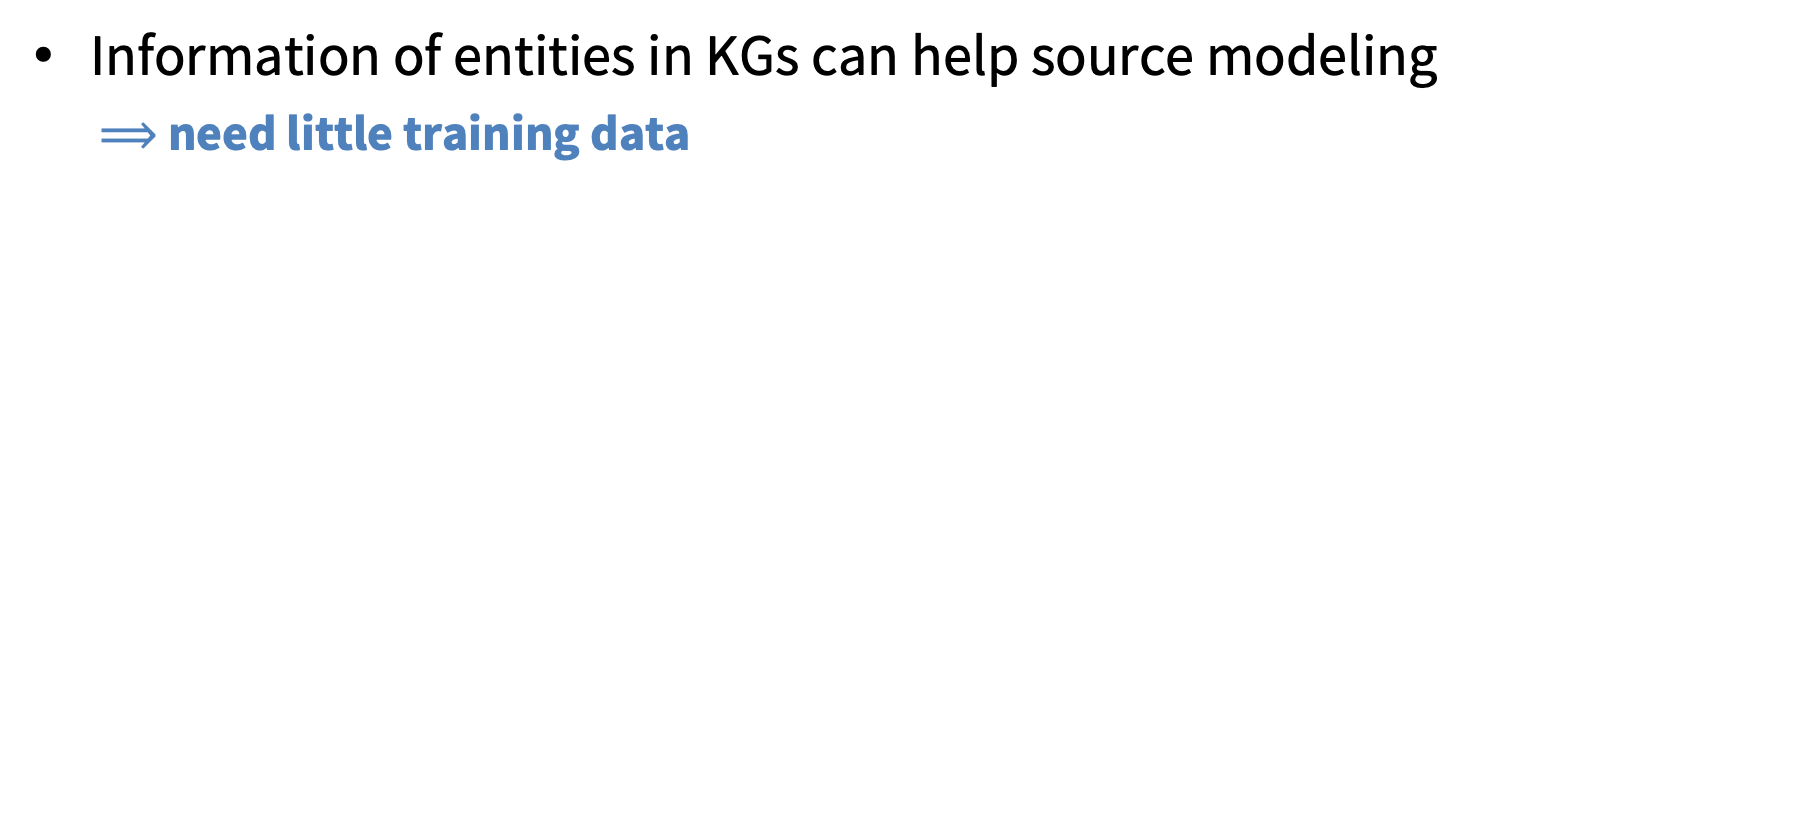 • Information of entities in KGs can help source modeling
⟹ need little training data